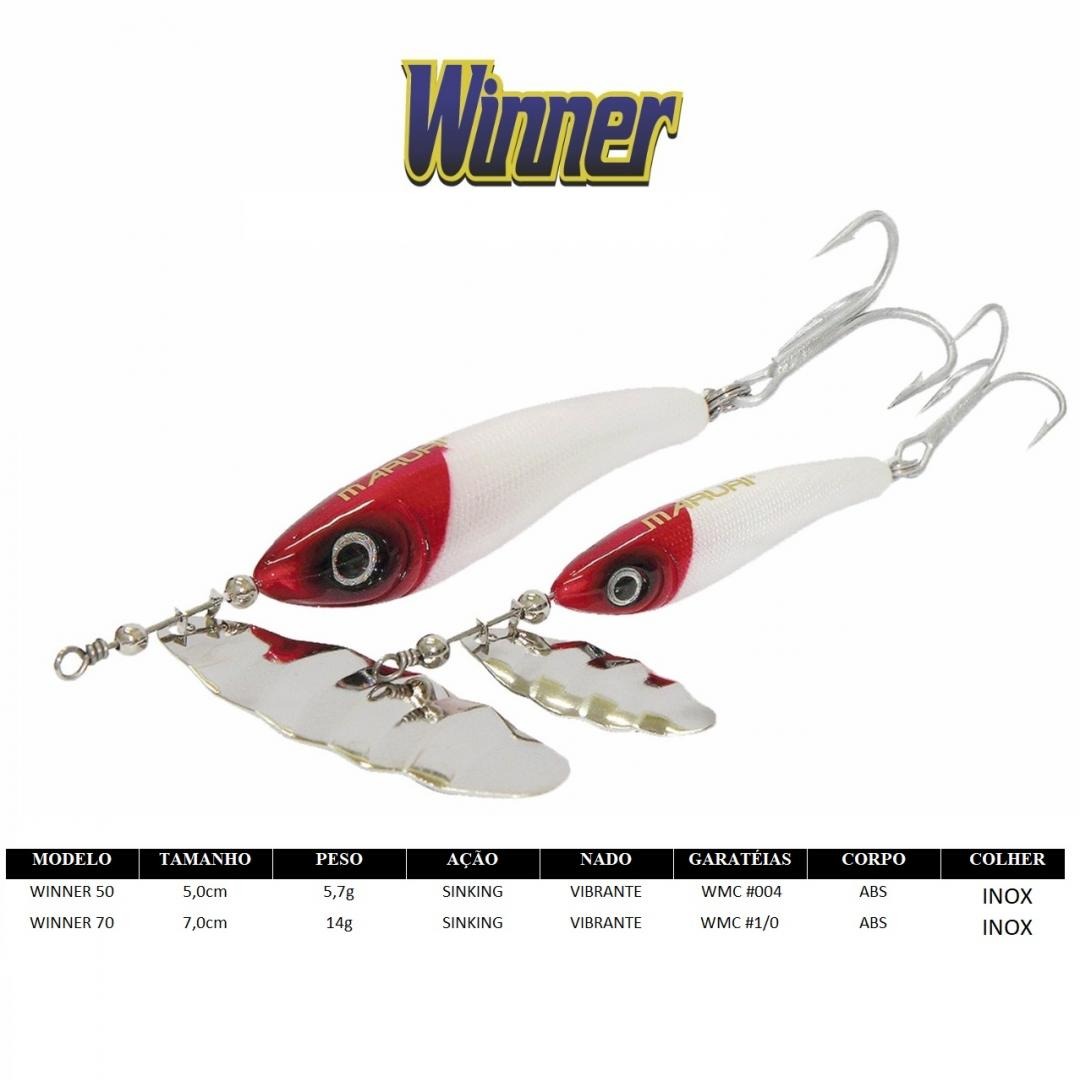 Winner
MARURI
MARURI
MODELO TAMANHO PESO AÇÃO NADO GARATÉIAS CORPO COLHER
WINNER 50 5,0cm 5,7g SINKING VIBRANTE WMC #004 ABS INOX
WINNER 70 7,0cm 14g SINKING VIBRANTE WMC #1/0 ABS INOX